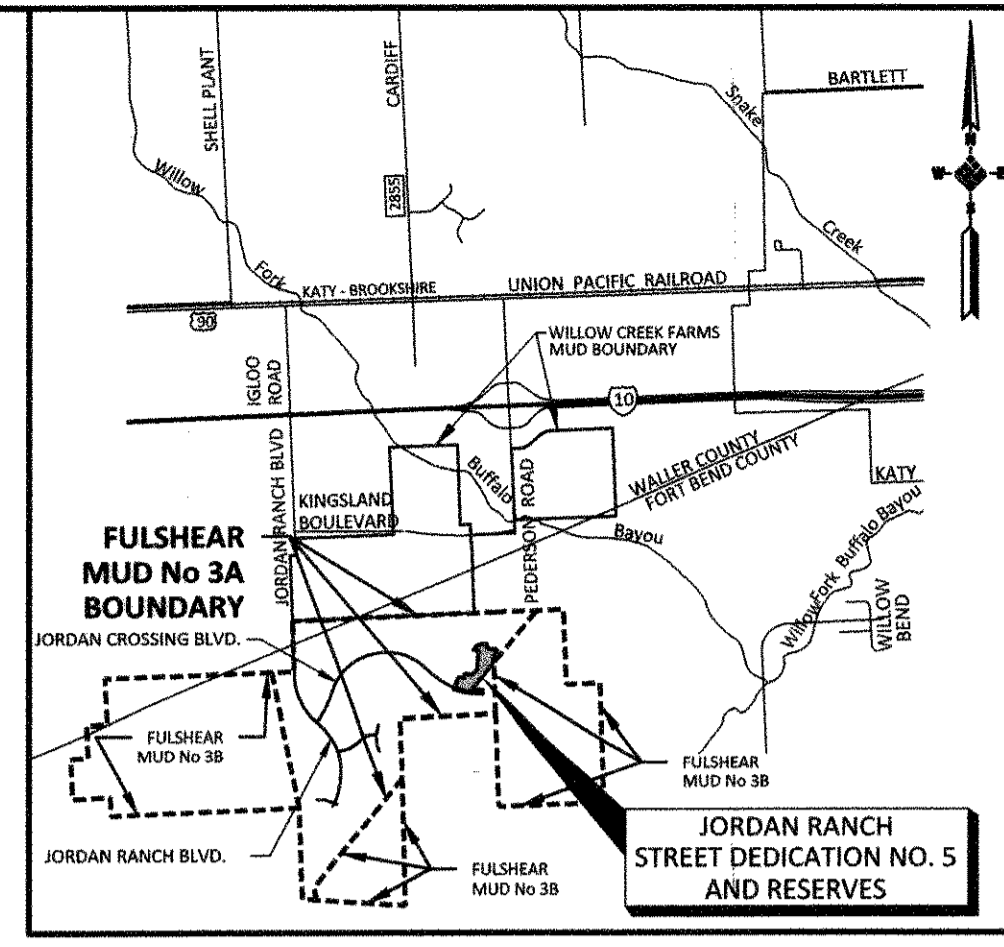 SHELL PLANT
CARDIFF
2855
BARTLETT
Snake
Creek
N
W
E
S
Willow
Fork
KATY - BROOKSHIRE
UNION PACIFIC RAILROAD
90
WILLOW CREEK FARMS
MUD BOUNDARY
IGLOO
ROAD
10
JORDAN RANCH BLVD
KINGSLAND
BOULEVARD
Buffalo
Bayou
PEDERSON ROAD
WALLER COUNTY
FORT BEND COUNTY
KATY
Willow Fork Buffalo Bayou
WILLOW
BEND
FULSHEAR
MUD No 3A
BOUNDARY
JORDAN CROSSING BLVD.
FULSHEAR
MUD No 3B
FULSHEAR
MUD No 3B
JORDAN RANCH BLVD.
FULSHEAR
MUD No 3B
JORDAN RANCH
STREET DEDICATION NO. 5
AND RESERVES